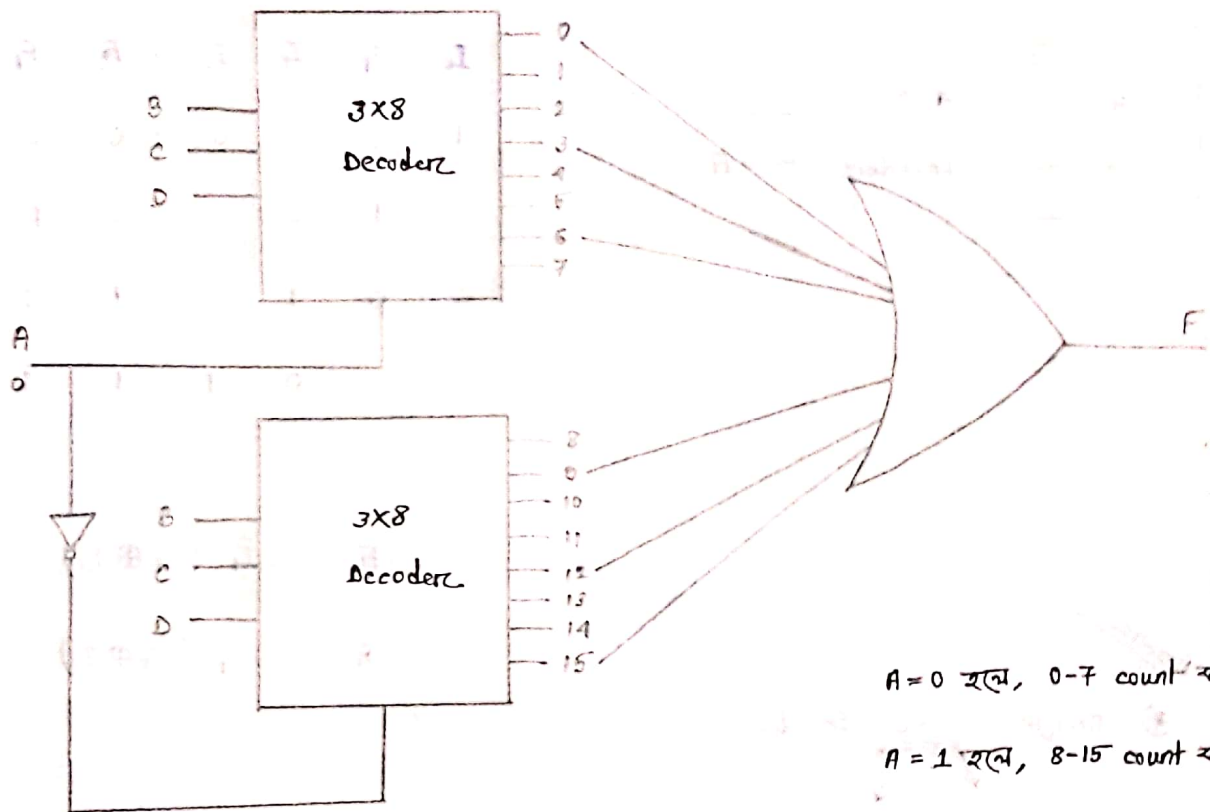 0
1
2
3
4
5
6
7
B
C
D
3X8
Decoder
A
0
F
8
9
10
11
12
13
14
15
B
C
D
3X8
Decoder
A = 0 হলে, 0-7 count
A = 1 হলে, 8-15 count